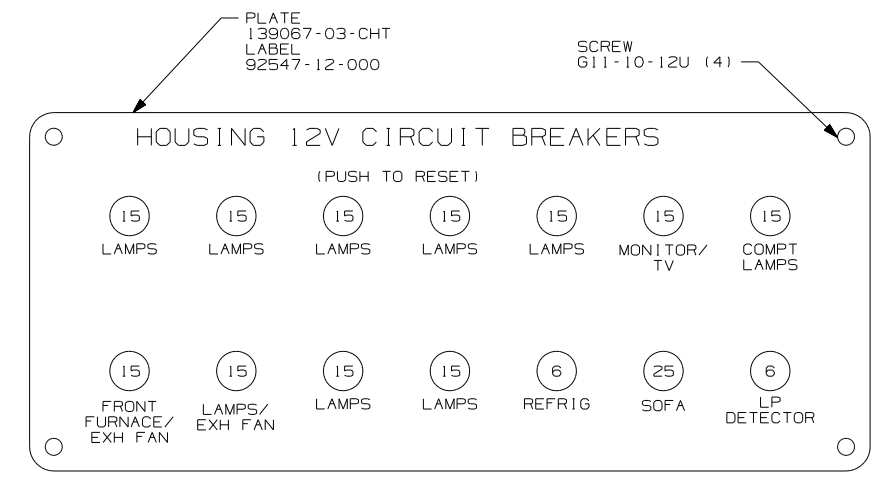 PLATE
139067-03-CHT
LABEL
92547-12-000
SCREW
G11-10-12U (4)
HOUSING 12V CIRCUIT BREAKERS
(PUSH TO RESET)
15 15 15 15 15 15 15
LAMPS LAMPS LAMPS LAMPS LAMPS MONITOR/ COMPT
TV LAMPS
15 15 15 15 6 25 6
FRONT LAMPS/ LAMPS LAMPS REFRIG SOFA LP
FURNACE/ EXH FAN DETECTOR
EXH FAN